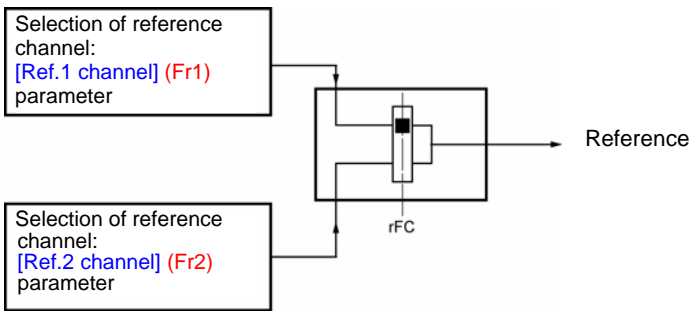 Selection of reference
channel:
[Ref.1 channel] (Fr1)
parameter
Reference
rFC
Selection of reference
channel:
[Ref.2 channel] (Fr2)
parameter